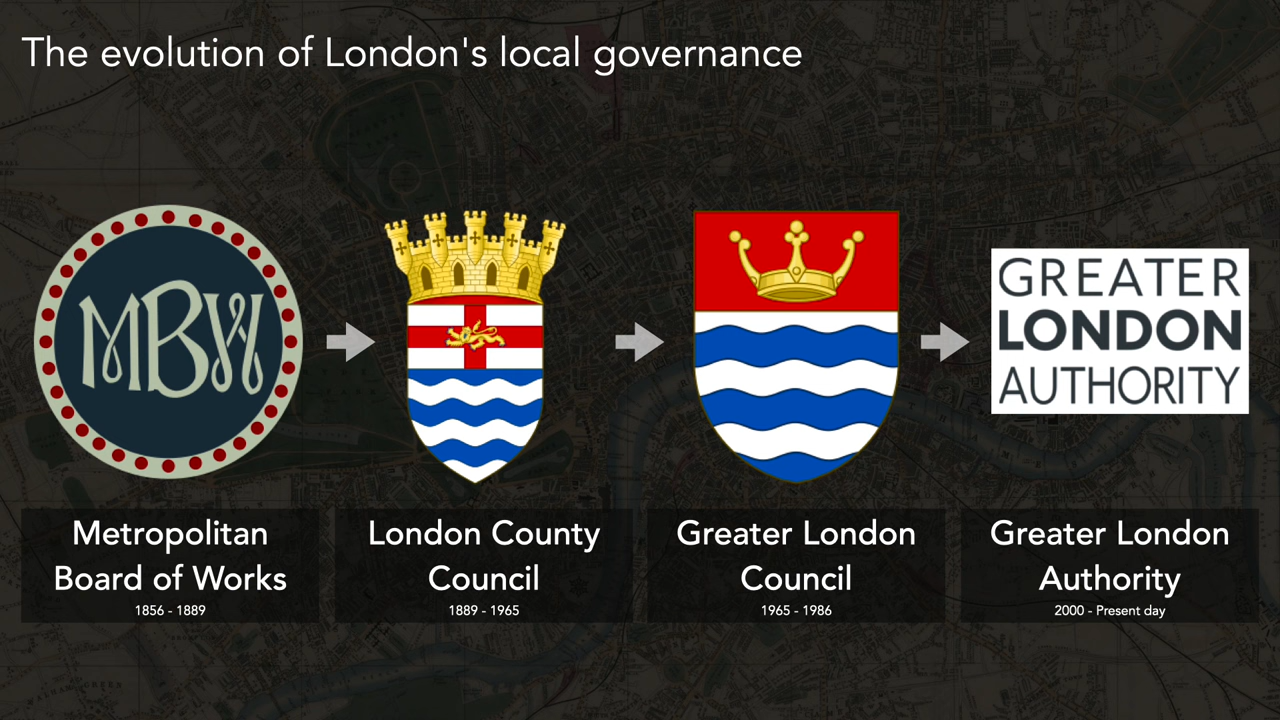 The evolution of London's local governance
MBW
GREATER
LONDON
AUTHORITY
Metropolitan
Board of Works
1856 - 1889
London County
Council
1889 - 1965
Greater London
Council
1965 - 1986
Greater London
Authority
2000 - Present day